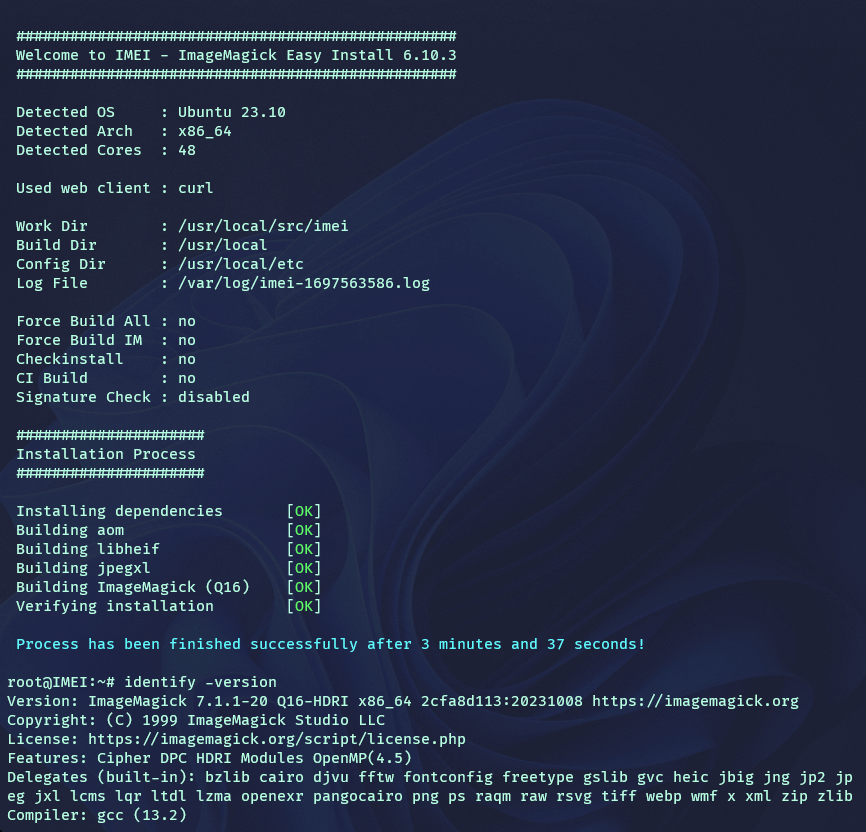 #################################################
Welcome to IMEI - ImageMagick Easy Install 6.10.3
#################################################
Detected OS     : Ubuntu 23.10
Detected Arch   : x86_64
Detected Cores  : 48
Used web client : curl
Work Dir        : /usr/local/src/imei
Build Dir       : /usr/local
Config Dir      : /usr/local/etc
Log File        : /var/log/imei-1697563586.log
Force Build All : no
Force Build IM  : no
Checkinstall    : no
CI Build        : no
Signature Check : disabled
#####################
Installation Process
#####################
Installing dependencies       [OK]
Building aom                  [OK]
Building libheif              [OK]
Building jpegxl               [OK]
Building ImageMagick (Q16)    [OK]
Verifying installation        [OK]
Process has been finished successfully after 3 minutes and 37 seconds!
root@IMEI:~# identify -version
Version: ImageMagick 7.1.1-20 Q16-HDRI x86_64 2cfa8d113:20231008 https://imagemagick.org
Copyright: (C) 1999 ImageMagick Studio LLC
License: https://imagemagick.org/script/license.php
Features: Cipher DPC HDRI Modules OpenMP(4.5)
Delegates (built-in): bzlib cairo djvu fftw fontconfig freetype gslib gvc heic jbig jng jp2 jp
eg jxl lcms lqr ltdl lzma openexr pangocairo png ps raqm raw rsvg tiff webp wmf x xml zip zlib
Compiler: gcc (13.2)